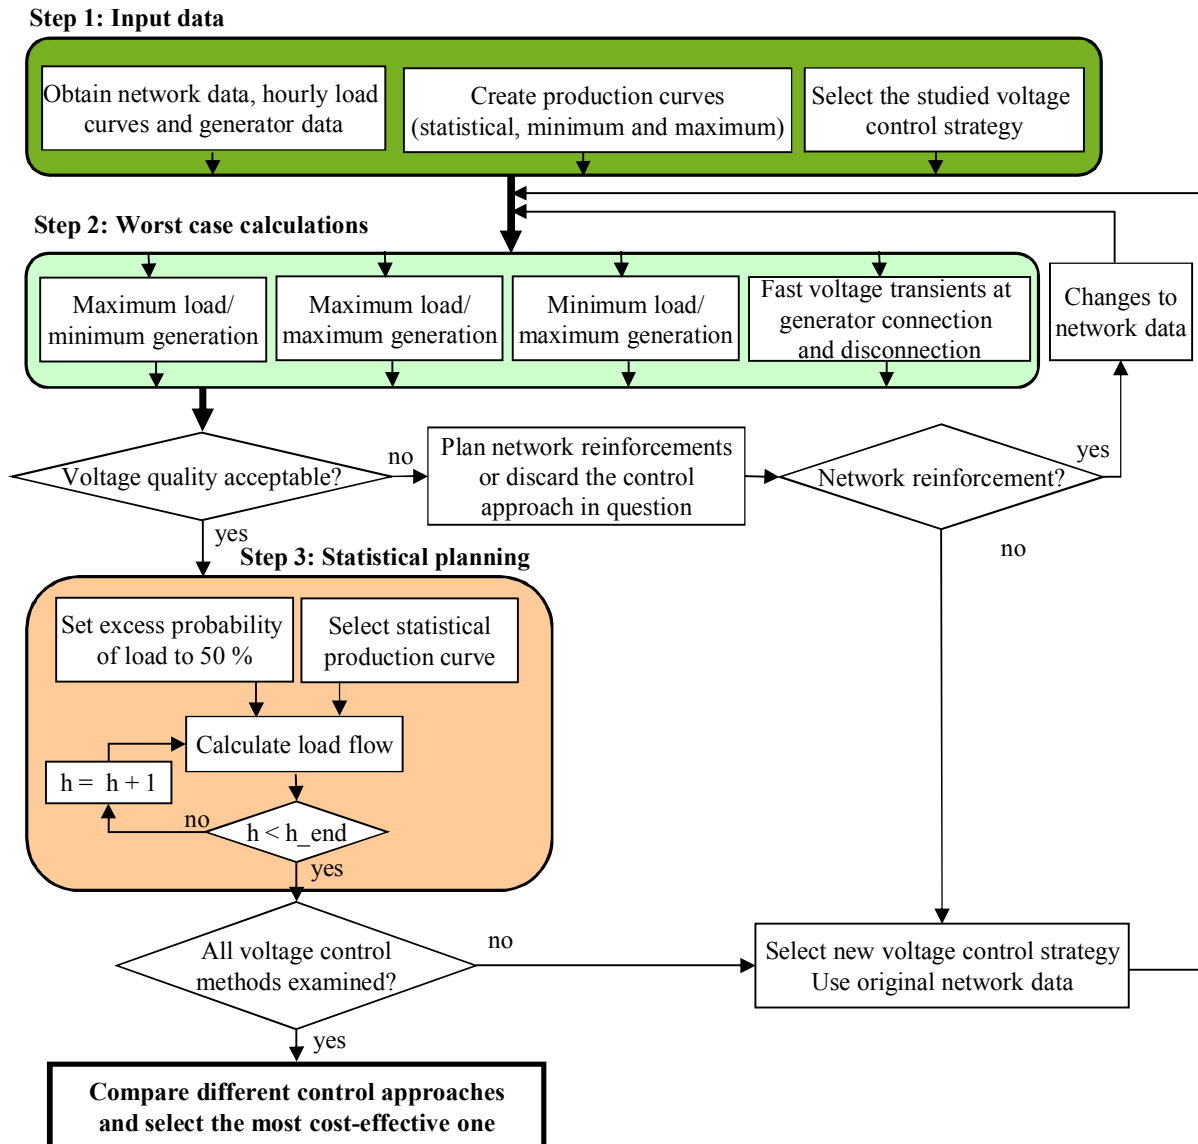 Step 1: Input data
Obtain network data, hourly load
curves and generator data
Create production curves
(statistical, minimum and maximum)
Select the studied voltage
control strategy
Step 2: Worst case calculations
Maximum load/
minimum generation
Maximum load/
maximum generation
Minimum load/
maximum generation
Fast voltage transients at
generator connection
and disconnection
Changes to
network data
Voltage quality acceptable?
no
Plan network reinforcements
or discard the control
approach in question
Network reinforcement?
yes
yes
no
Step 3: Statistical planning
Set excess probability
of load to 50 %
Select statistical
production curve
Calculate load flow
h = h + 1
no
h < h_end
yes
All voltage control
methods examined?
no
Select new voltage control strategy
Use original network data
yes
Compare different control approaches
and select the most cost-effective one